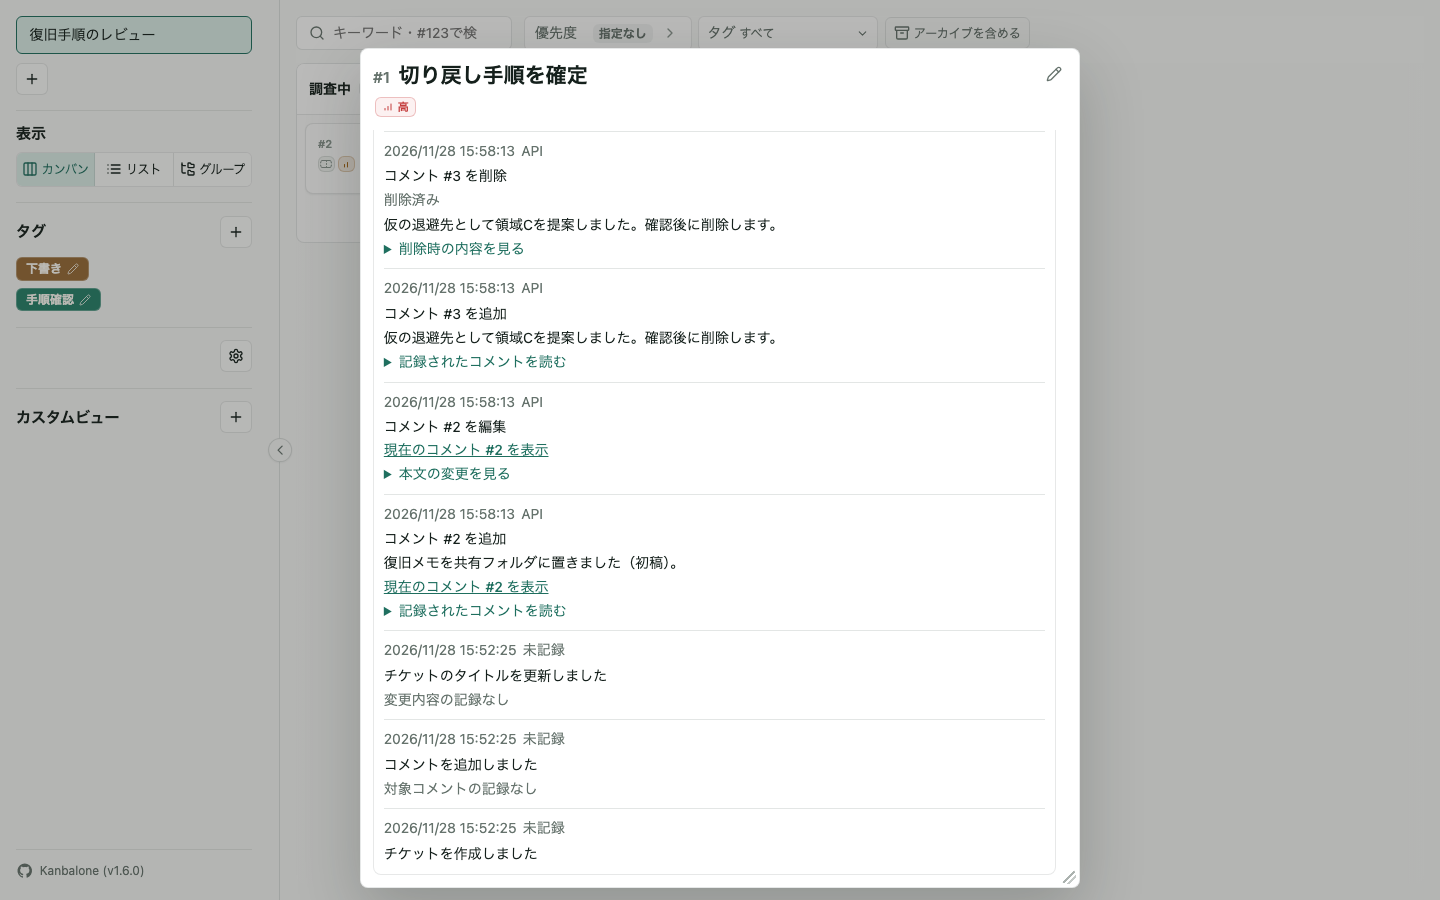 復旧手順のレビュー
表示
カンバン
リスト
グループ
タグ
下書き
手順確認
カスタムビュー
Kanbalone (v1.6.0)
キーワード・#123で検
優先度 指定なし
タグ すべて
アーカイブを含める
調査中
#2
#1 切り戻し手順を確定
高
2026/11/28 15:58:13 API
コメント #3 を削除
削除済み
仮の退避先として領域Cを提案しました。確認後に削除します。
削除時の内容を見る
2026/11/28 15:58:13 API
コメント #3 を追加
仮の退避先として領域Cを提案しました。確認後に削除します。
記録されたコメントを読む
2026/11/28 15:58:13 API
コメント #2 を編集
現在のコメント #2 を表示
本文の変更を見る
2026/11/28 15:58:13 API
コメント #2 を追加
復旧メモを共有フォルダに置きました（初稿）。
現在のコメント #2 を表示
記録されたコメントを読む
2026/11/28 15:52:25 未記録
チケットのタイトルを更新しました
変更内容の記録なし
2026/11/28 15:52:25 未記録
コメントを追加しました
対象コメントの記録なし
2026/11/28 15:52:25 未記録
チケットを作成しました